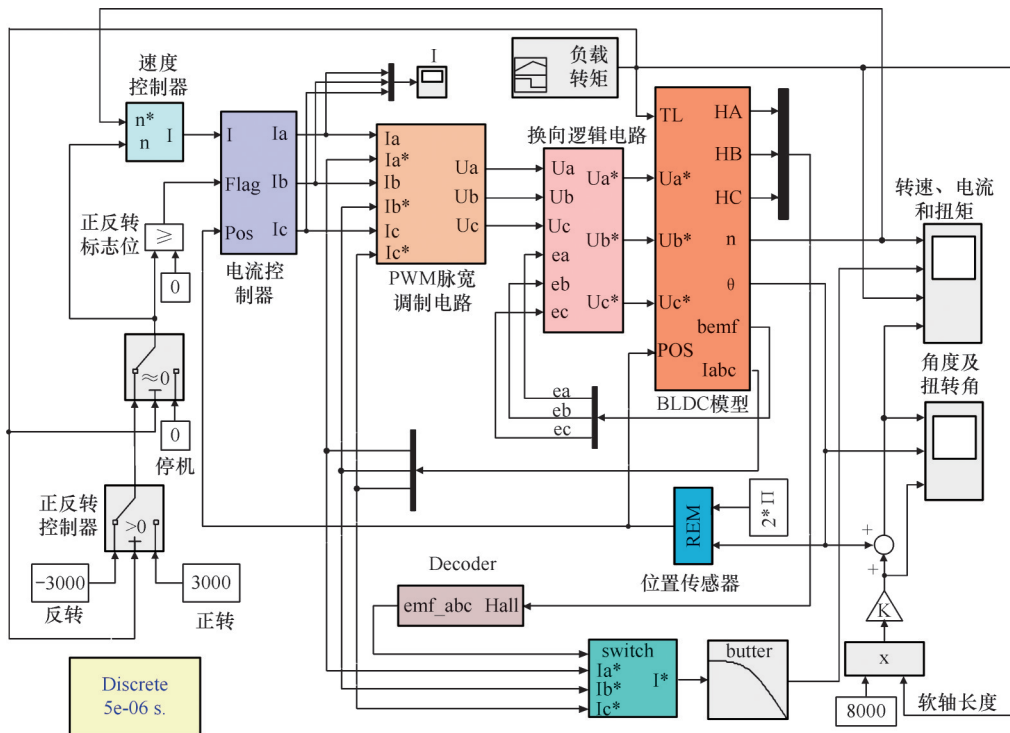 速度
控制器
n*
n
I
I
Flag
Pos
Ia
Ib
Ic
电流控
制器
正反转
标志位
≥
0
≈0
0
停机
正反转
控制器
>0
−3000
反转
3000
正转
Discrete
5e-06 s.
I
Ia
Ia*
Ib
Ib*
Ic
Ic*
Ua
Ub
Uc
PWM脉宽
调制电路
负载
转矩
换向逻辑电路
Ua
Ub
Uc
ea
eb
ec
Ua*
Ub*
Uc*
ea
eb
ec
TL
Ua*
Ub*
Uc*
POS
HA
HB
HC
n
θ
bemf
Iabc
BLDC模型
转速、电流
和扭矩
角度及
扭转角
REM
2*Π
位置传感器
+
+
K
x
8000
软轴长度
Decoder
emf_abc Hall
switch
Ia*
Ib*
Ic*
I*
butter